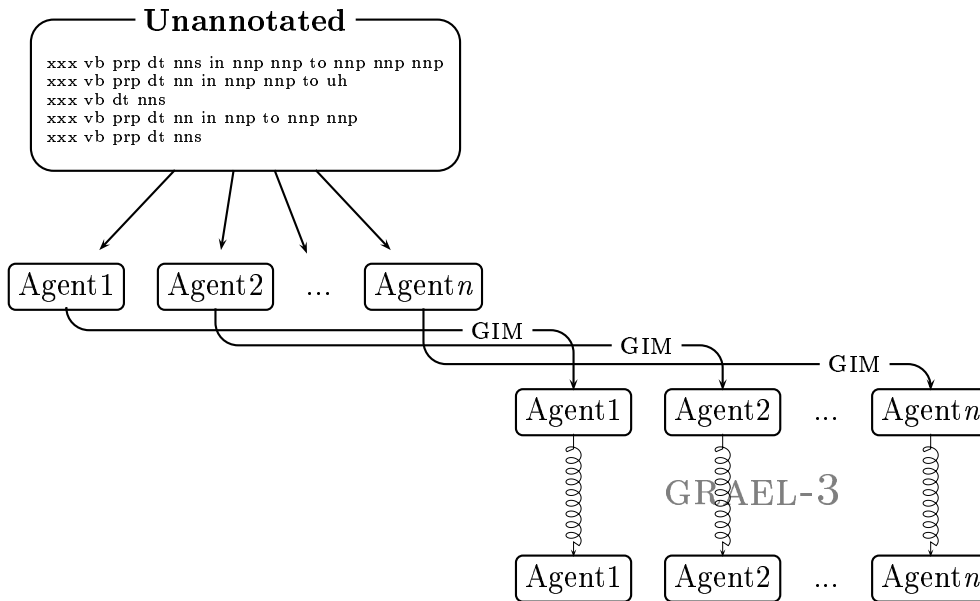 Unannotated
xxx vb prp dt nns in nnp nnp to nnp nnp nnp
xxx vb prp dt nn in nnp nnp to uh
xxx vb dt nns
xxx vb prp dt nn in nnp to nnp nnp
xxx vb prp dt nns
Agent1 Agent2 ... Agentn
GIM
GIM
GIM
Agent1 Agent2 ... Agentn
GRAEL-3
Agent1 Agent2 ... Agentn